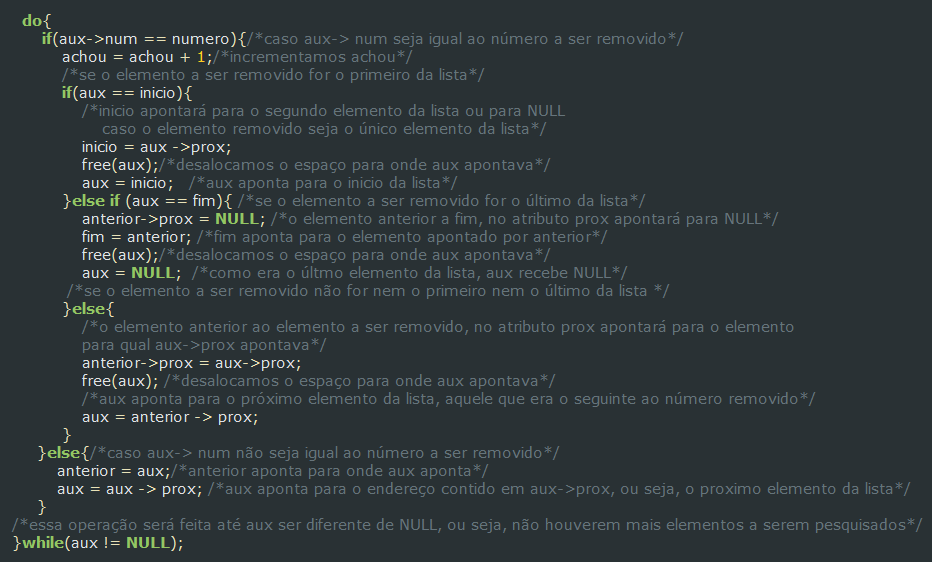 do{
if(aux->num == numero){/*caso aux-> num seja igual ao número a ser removido*/
achou = achou + 1;/*incrementamos achou*/
/*se o elemento a ser removido for o primeiro da lista*/
if(aux == inicio){
/*inicio apontará para o segundo elemento da lista ou para NULL
caso o elemento removido seja o único elemento da lista*/
inicio = aux ->prox;
free(aux);/*desalocamos o espaço para onde aux apontava*/
aux = inicio; /*aux aponta para o inicio da lista*/
}else if (aux == fim){ /*se o elemento a ser removido for o último da lista*/
anterior->prox = NULL; /*o elemento anterior a fim, no atributo prox apontará para NULL*/
fim = anterior; /*fim aponta para o elemento apontado por anterior*/
free(aux);/*desalocamos o espaço para onde aux apontava*/
aux = NULL; /*como era o últmo elemento da lista, aux recebe NULL*/
/*se o elemento a ser removido não for nem o primeiro nem o último da lista */
}else{
/*o elemento anterior ao elemento a ser removido, no atributo prox apontará para o elemento
para qual aux->prox apontava*/
anterior->prox = aux->prox;
free(aux); /*desalocamos o espaço para onde aux apontava*/
/*aux aponta para o próximo elemento da lista, aquele que era o seguinte ao número removido*/
aux = anterior -> prox;
}
}else{/*caso aux-> num não seja igual ao número a ser removido*/
anterior = aux;/*anterior aponta para onde aux aponta*/
aux = aux -> prox; /*aux aponta para o endereço contido em aux->prox, ou seja, o proximo elemento da lista*/
}
/*essa operação será feita até aux ser diferente de NULL, ou seja, não houverem mais elementos a serem pesquisados*/
}while(aux != NULL);